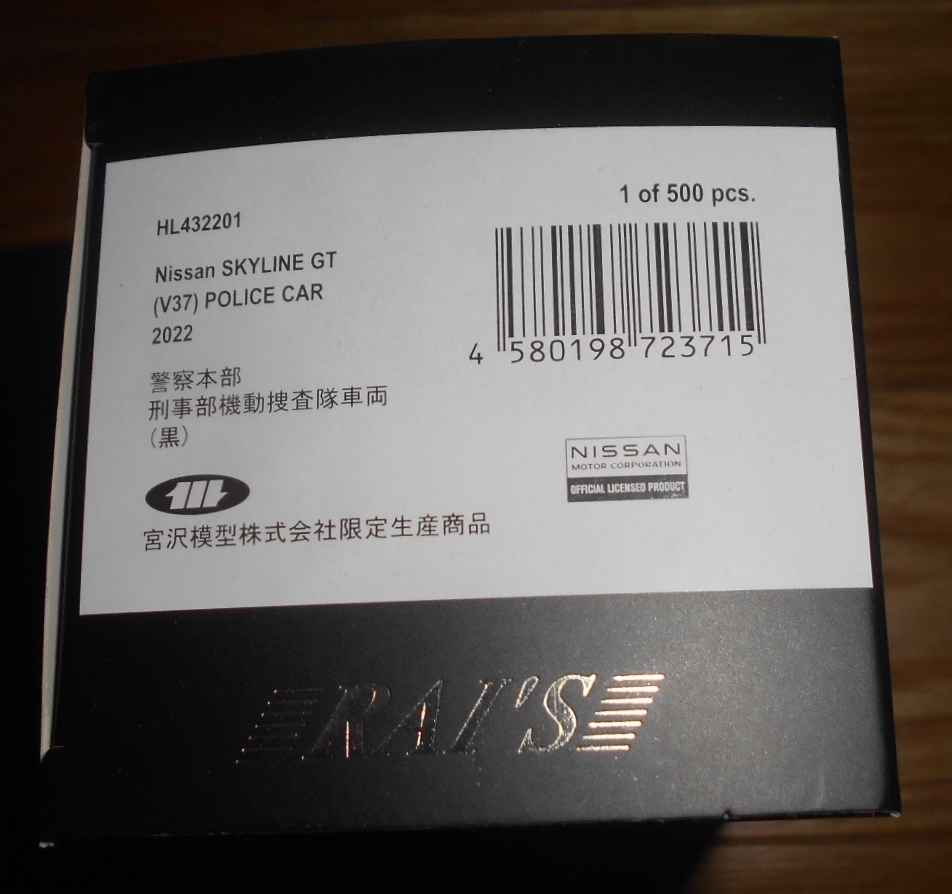 1 of 500 pcs.
HL432201
Nissan SKYLINE GT
(V37) POLICE CAR
2022
4 580198 723715
警察本部
刑事部機動捜査隊車両
（黒）
NISSAN
MOTOR CORPORATION
OFFICIAL LICENSED PRODUCT
宮沢模型株式会社限定生産商品
RAI'S